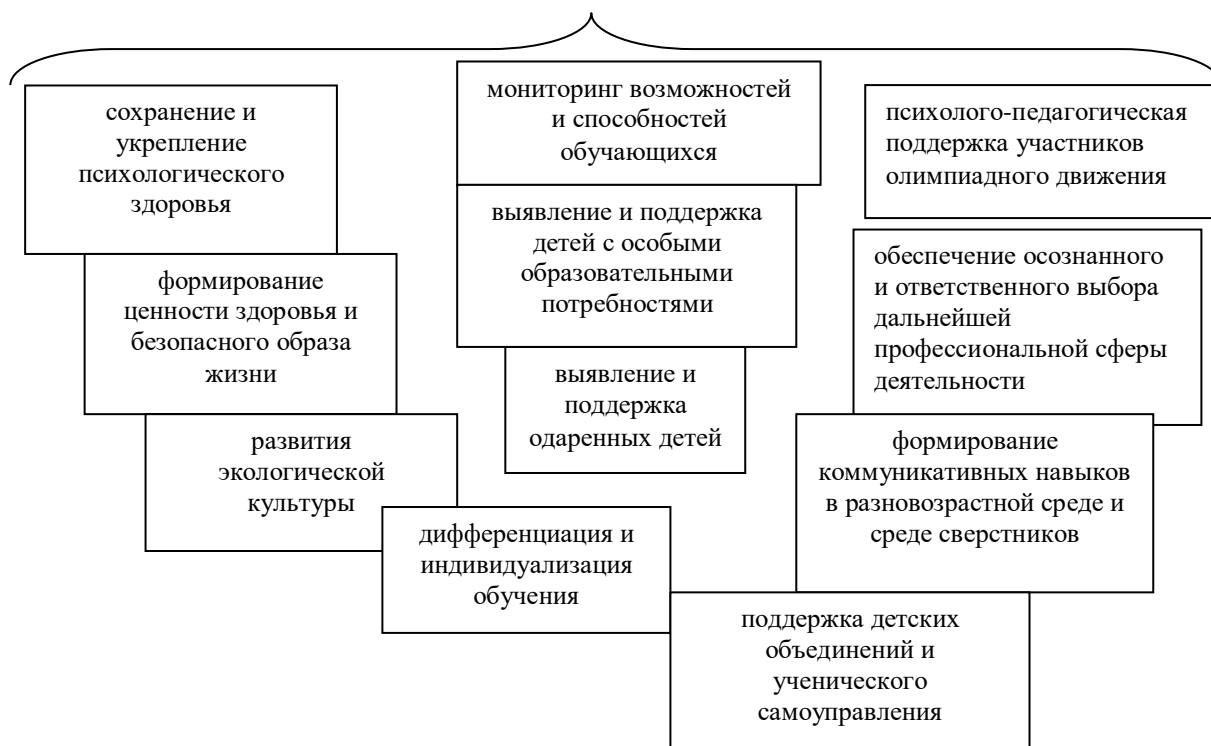 сохранение и
укрепление
психологического
здоровья
формирование
ценности здоровья и
безопасного образа
жизни
развития
экологической
культуры
дифференциация и
индивидуализация
обучения
мониторинг возможностей
и способностей
обучающихся
выявление и поддержка
детей с особыми
образовательными
потребностями
выявление и
поддержка
одаренных детей
психолого-педагогическая
поддержка участников
олимпиадного движения
обеспечение осознанного
и ответственного выбора
дальнейшей
профессиональной сферы
деятельности
формирование
коммуникативных навыков
в разновозрастной среде и
среде сверстников
поддержка детских
объединений и
ученического
самоуправления